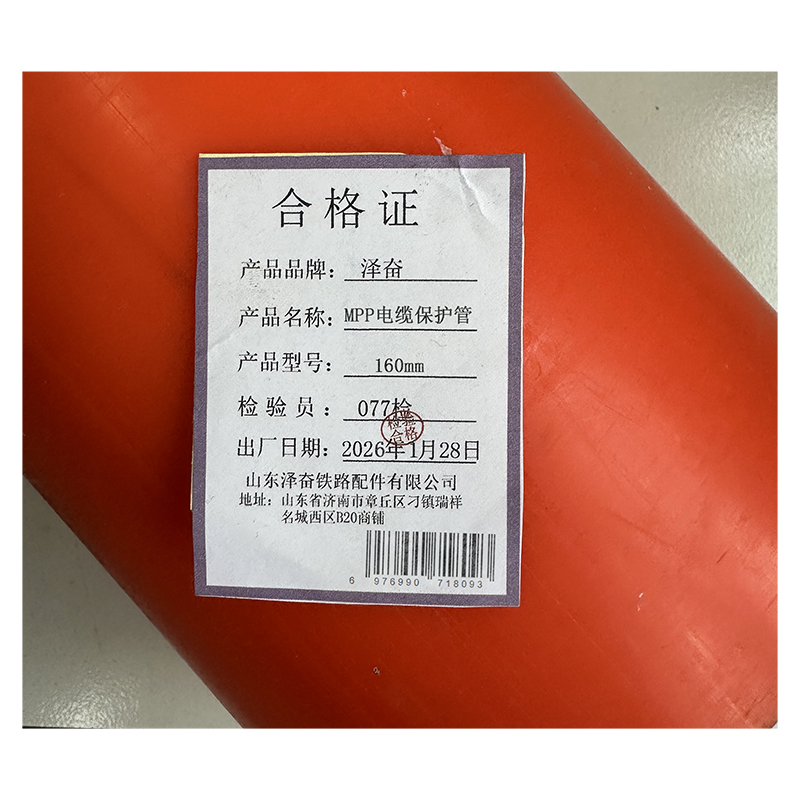 合格证
产品品牌：泽奋
产品名称：MPP电缆保护管
产品型号：160mm
检验员：077检
检验
合格
出厂日期：2026年1月28日
山东泽奋铁路配件有限公司
地址：山东省济南市章丘区刁镇瑞祥
名城西区B20商铺
6 976990 718093